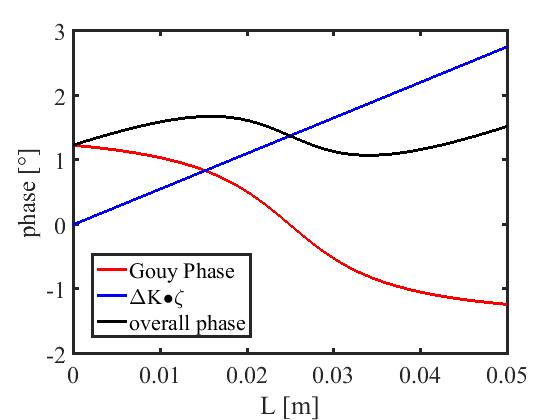 3
2
1
0
-1
-2
phase [°]
Gouy Phase
ΔK•ζ
overall phase
0 0.01 0.02 0.03 0.04 0.05
L [m]